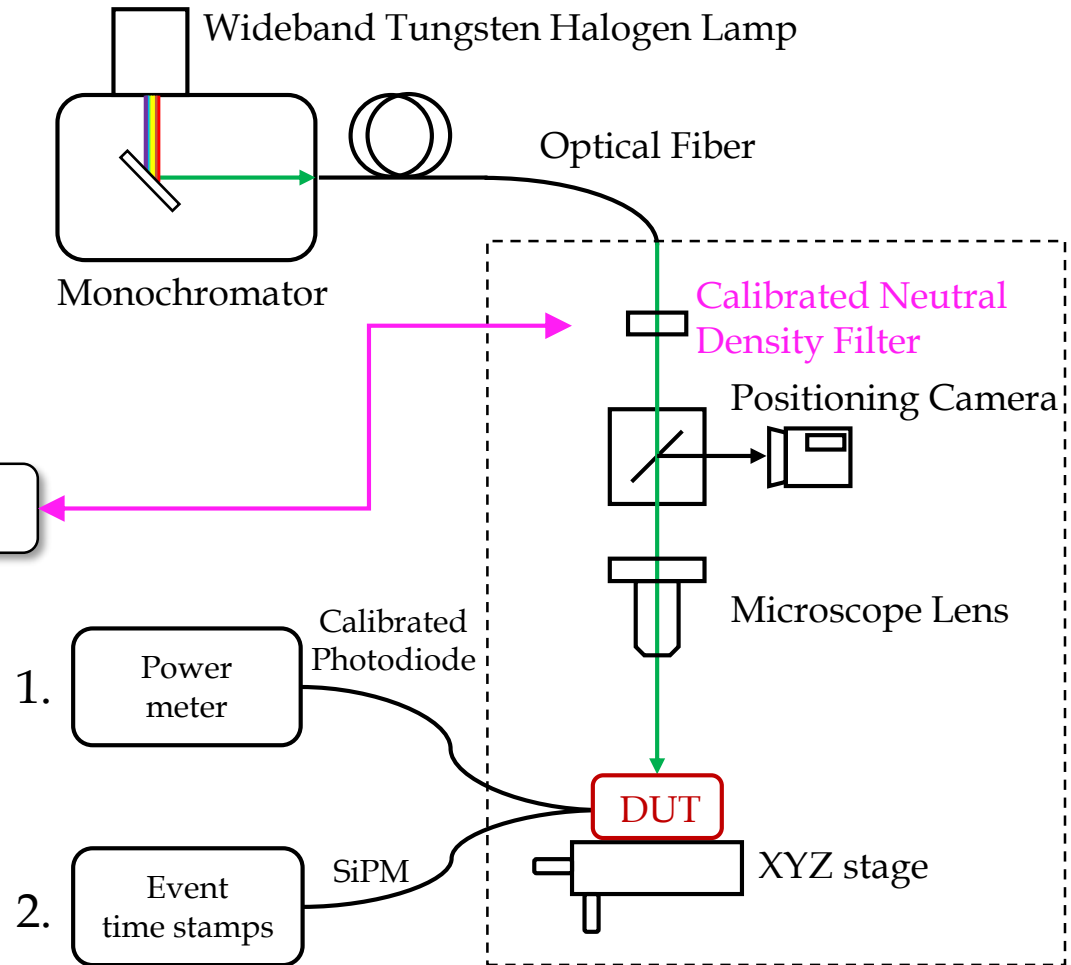 Wideband Tungsten Halogen Lamp
Optical Fiber
Monochromator
Calibrated Neutral
Density Filter
Positioning Camera
Microscope Lens
Calibrated
Photodiode
1.
Power
meter
DUT
XYZ stage
SiPM
2.
Event
time stamps